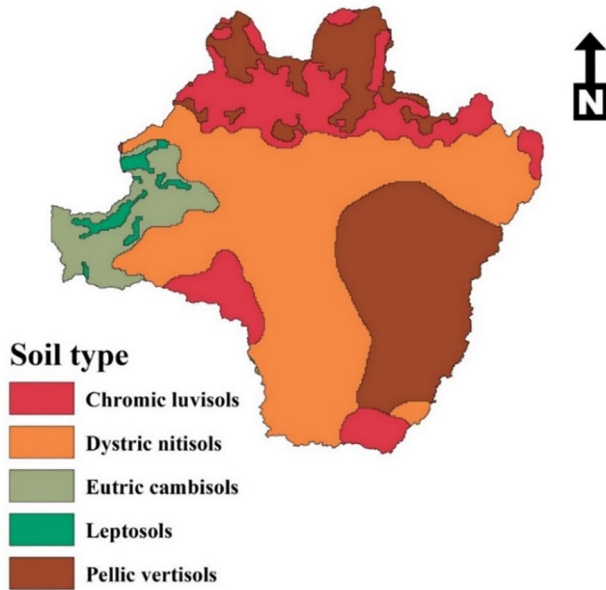 N
Soil type
Chromic luvisols
Dystric nitisols
Eutric cambisols
Leptosols
Pellic vertisols